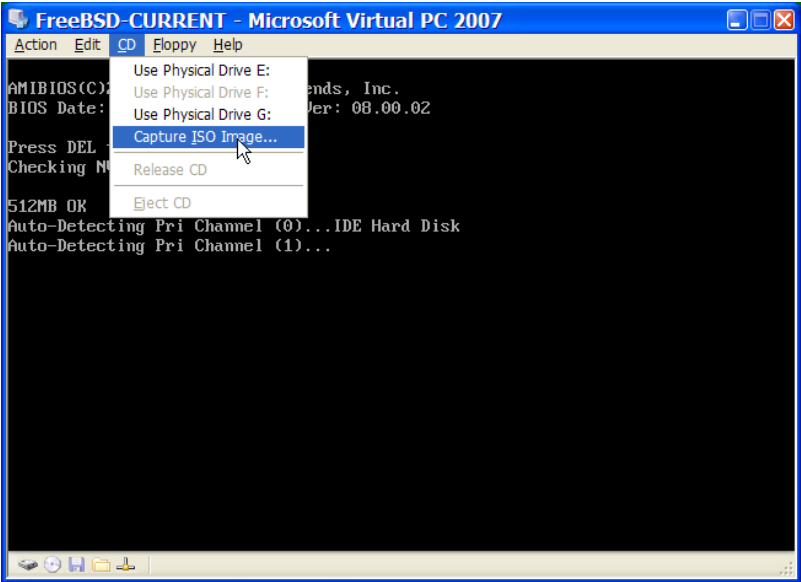 FreeBSD-CURRENT - Microsoft Virtual PC 2007
Action Edit CD Floppy Help
Use Physical Drive E:
Use Physical Drive F:
Use Physical Drive G:
Capture ISO Image...
Release CD
Eject CD
AMIBIOS(C) ends, Inc.
BIOS Date: Ver: 08.00.02
Press DEL
Checking
512MB OK
Auto-Detecting Pri Channel (0)...IDE Hard Disk
Auto-Detecting Pri Channel (1)...